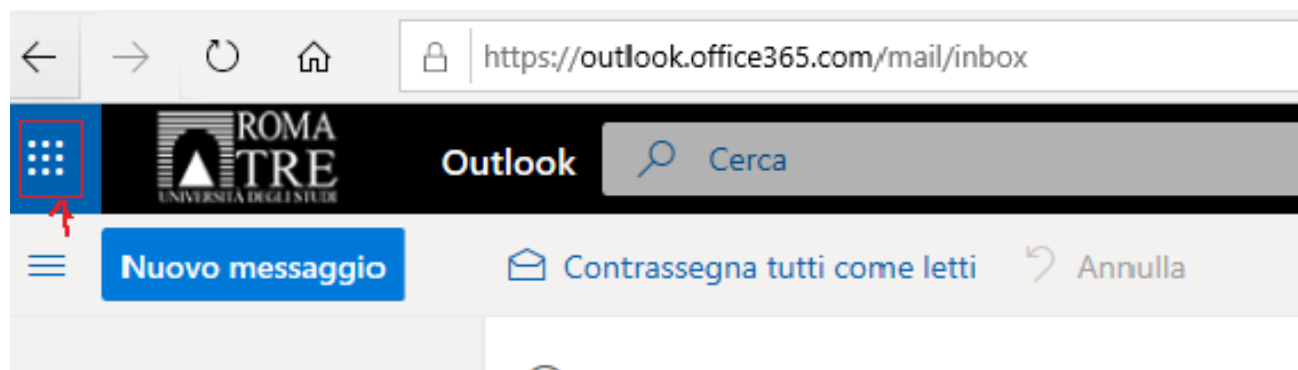 https://outlook.office365.com/mail/inbox
ROMA
TRE
UNIVERSITÀ DEGLI STUDI
Outlook
Cerca
1
Nuovo messaggio
Contrassegna tutti come letti
Annulla